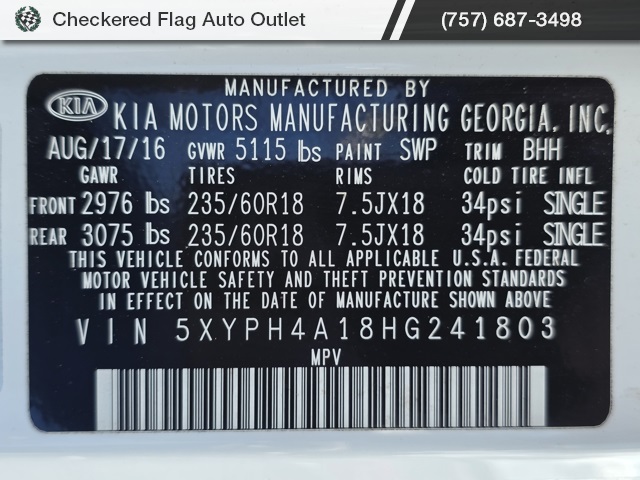 Checkered Flag Auto Outlet (757) 687-3498
MANUFACTURED BY
KIA KIA MOTORS MANUFACTURING GEORGIA, INC.
AUG/17/16 GVWR 5115 lbs PAINT SWP TRIM BHH
GAWR TIRES RIMS COLD TIRE INFL
FRONT 2976 lbs 235/60R18 7.5JX18 34psi SINGLE
REAR 3075 lbs 235/60R18 7.5JX18 34psi SINGLE
THIS VEHICLE CONFORMS TO ALL APPLICABLE U.S.A. FEDERAL
MOTOR VEHICLE SAFETY AND THEFT PREVENTION STANDARDS
IN EFFECT ON THE DATE OF MANUFACTURE SHOWN ABOVE
VIN 5XYPH4A18HG241803
MPV